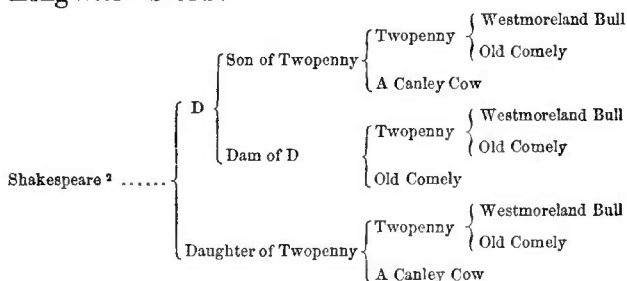 Westmoreland Bull
Twopenny
Old Comely
Son of Twopenny
A Canley Cow
D
Westmoreland Bull
Twopenny
Old Comely
Dam of D
Old Comely
Shakespeare ² ......
Westmoreland Bull
Twopenny
Old Comely
Daughter of Twopenny
A Canley Cow